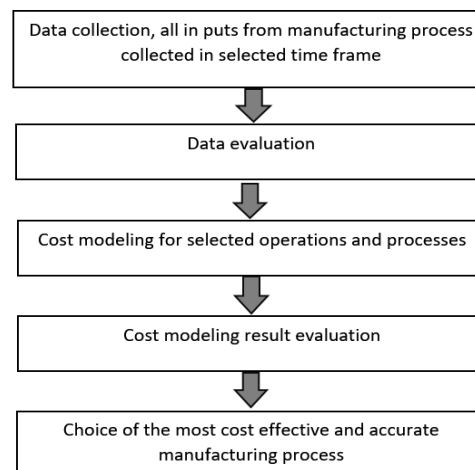 Data collection, all in puts from manufacturing process
collected in selected time frame
Data evaluation
Cost modeling for selected operations and processes
Cost modeling result evaluation
Choice of the most cost effective and accurate
manufacturing process